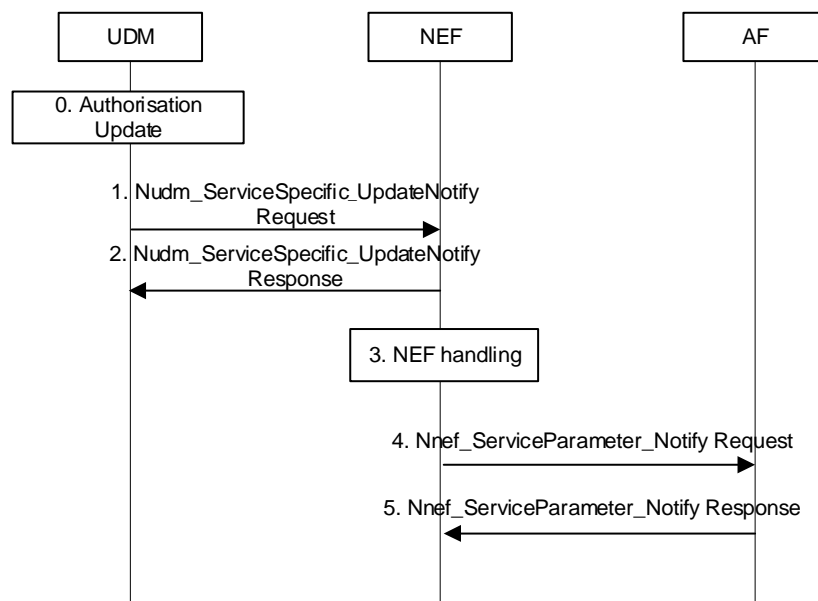 UDM
NEF
AF
0. Authorisation
Update
1. Nudm_ServiceSpecific_UpdateNotify
Request
2. Nudm_ServiceSpecific_UpdateNotify
Response
3. NEF handling
4. Nnef_ServiceParameter_Notify Request
5. Nnef_ServiceParameter_Notify Response